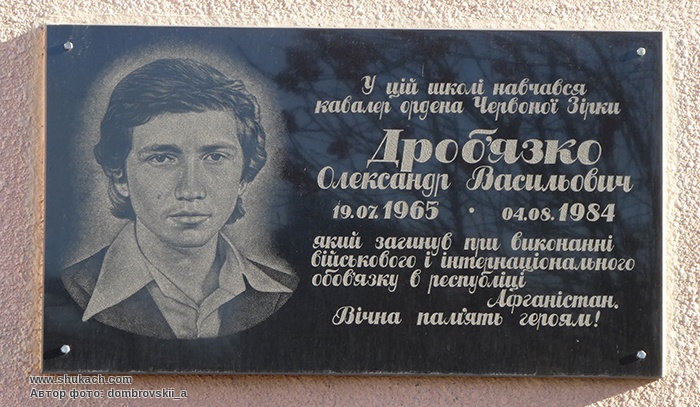 У цій школі навчався
кавалер ордена Червоної Зірки
Дроб'язко
Олександр Васильович
19.07.1965 • 04.08.1984
який загинув при виконанні
військового і інтернаціонального
обов'язку в республіці
Афганістан.
Вічна пам'ять героям!
www.shukach.com
Автор фото: dombrovskii_a